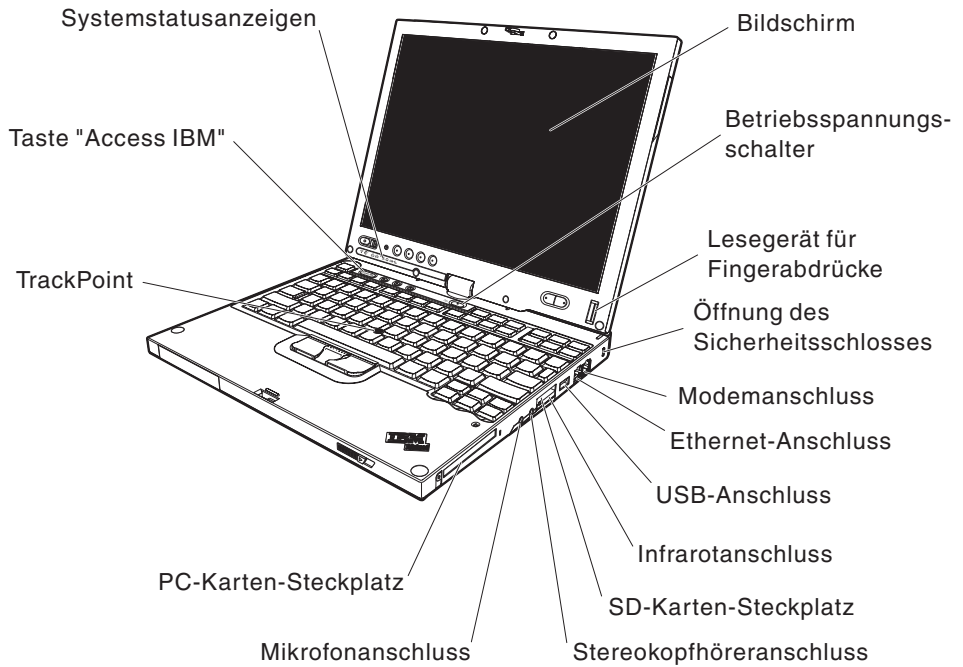 Systemstatusanzeigen
Bildschirm
Taste "Access IBM"
Betriebsspannungs-
schalter
TrackPoint
Lesegerät für
Fingerabdrücke
Öffnung des
Sicherheitsschlosses
Modemanschluss
Ethernet-Anschluss
USB-Anschluss
Infrarotanschluss
PC-Karten-Steckplatz
SD-Karten-Steckplatz
Mikrofonanschluss
Stereokopfhöreranschluss
IBM